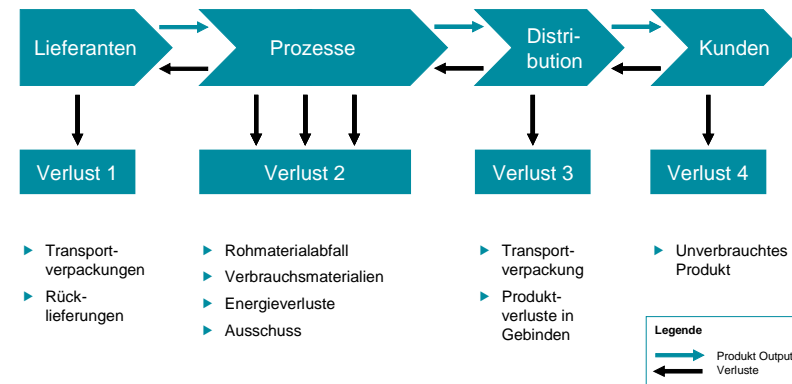 Lieferanten
Prozesse
Distri-
bution
Kunden
Verlust 1
Verlust 2
Verlust 3
Verlust 4
Transport-
verpackungen
Rück-
lieferungen
Rohmaterialabfall
Verbrauchsmaterialien
Energieverluste
Ausschuss
Transport-
verpackung
Produkt-
verluste in
Gebinden
Unverbrauchtes
Produkt
Legende
Produkt Output
Verluste